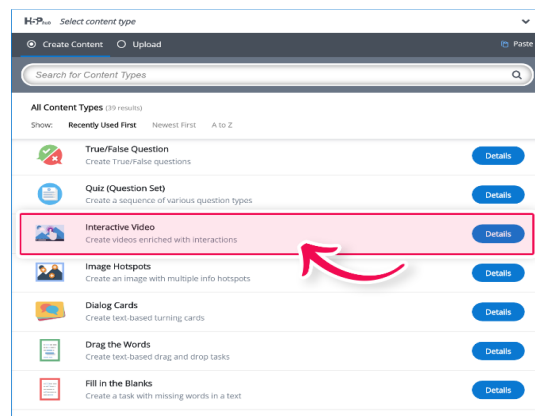 H-P hub Select content type
Create Content Upload Paste
Search for Content Types
All Content Types (39 results)
Show: Recently Used First Newest First A to Z
True/False Question
Create True/False questions
Details
Quiz (Question Set)
Create a sequence of various question types
Details
Interactive Video
Create videos enriched with interactions
Details
Image Hotspots
Create an image with multiple info hotspots
Details
Dialog Cards
Create text-based turning cards
Details
Drag the Words
Create text-based drag and drop tasks
Details
Fill in the Blanks
Create a task with missing words in a text
Details